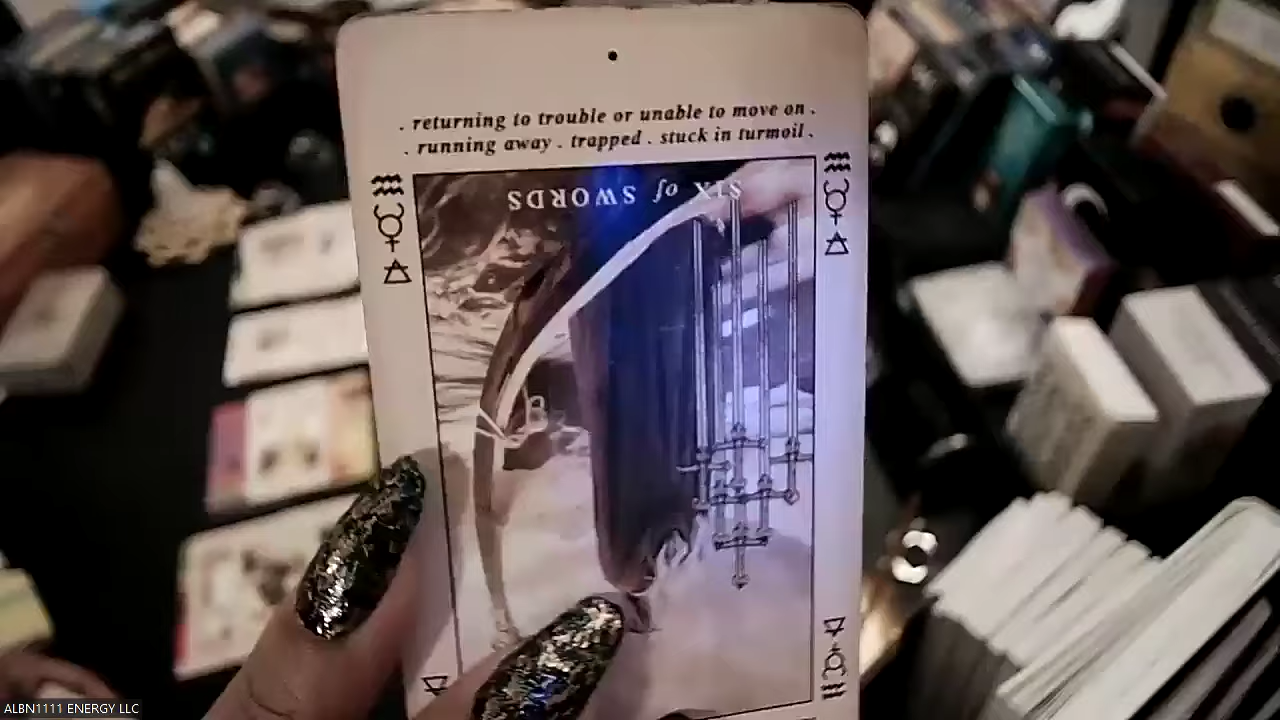 . returning to trouble or unable to move on .
. running away . trapped . stuck in turmoil .
SIX of SWORDS
ALBN1111 ENERGY LLC